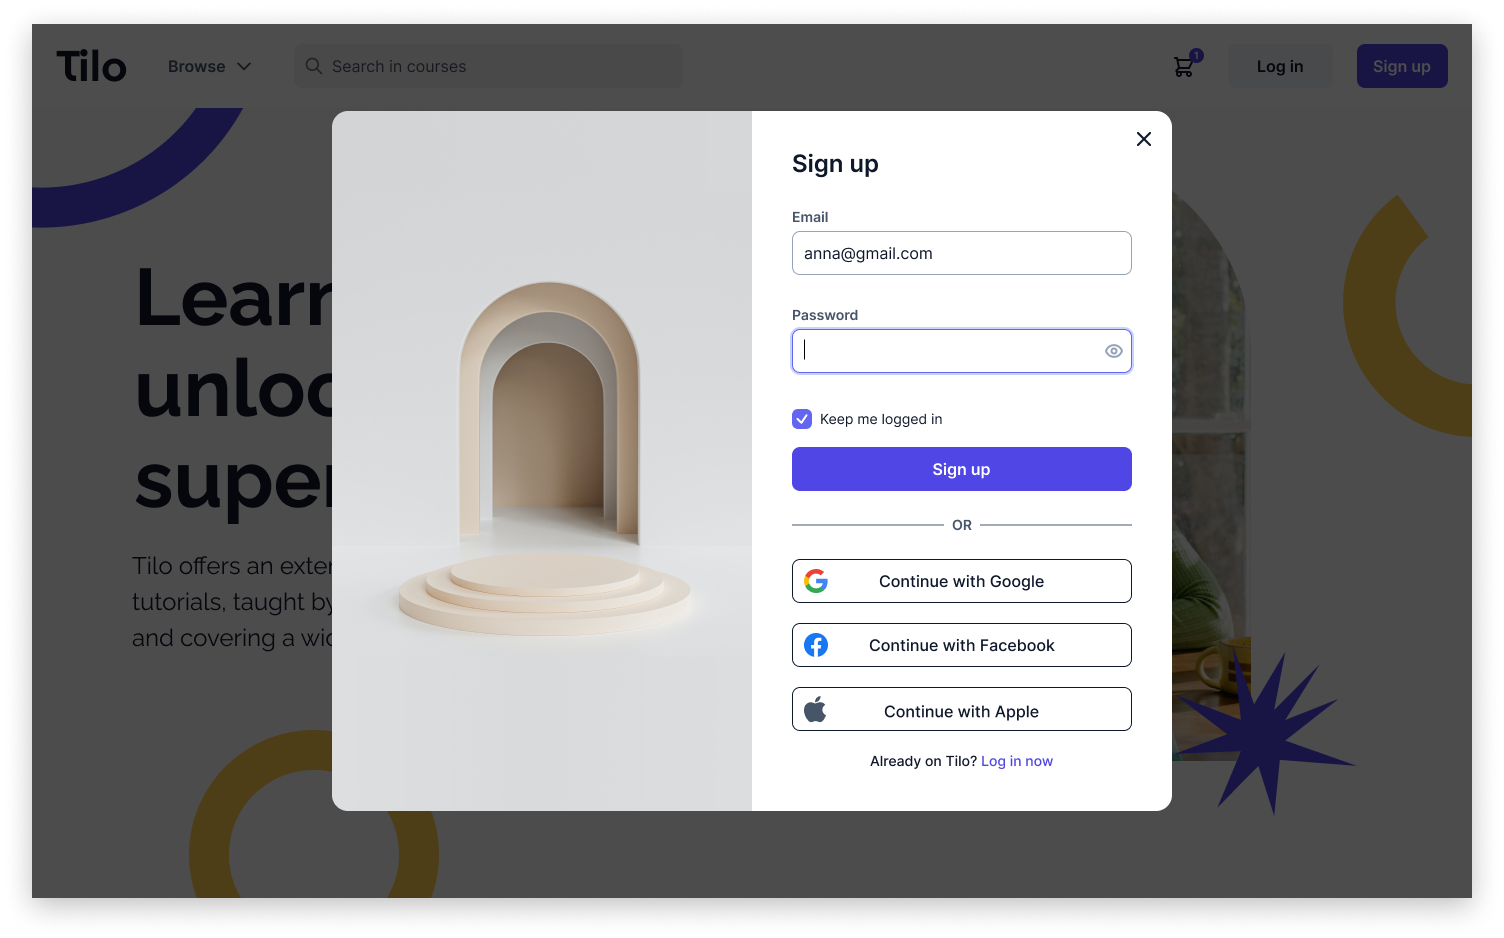 Tilo
Browse
Search in courses
1
Log in
Sign up
Learn
unloc
super
Tilo offers an exter
tutorials, taught by
and covering a wid
Sign up
Email
anna@gmail.com
Password
Keep me logged in
Sign up
OR
Continue with Google
Continue with Facebook
Continue with Apple
Already on Tilo? Log in now